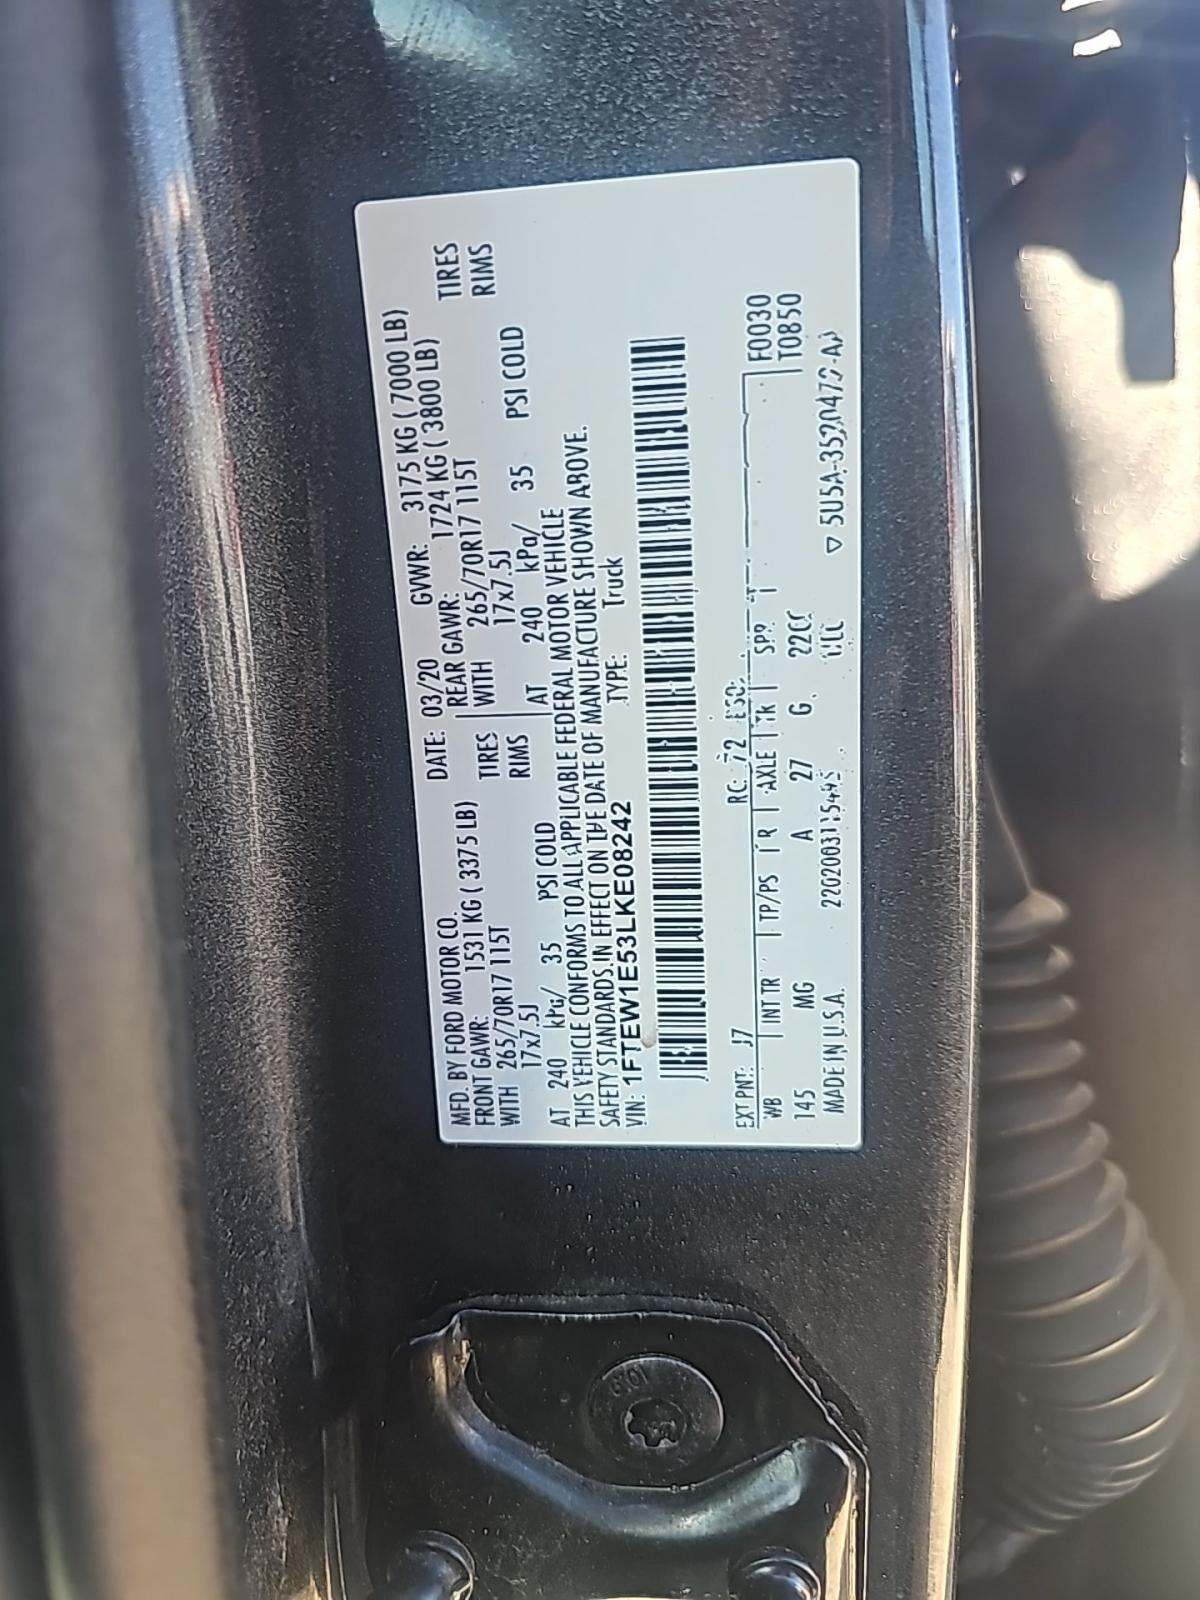 MFD. BY FORD MOTOR CO. DATE: 03/20 GVWR: 3175 KG ( 7000 LB)
FRONT GAWR: 1531 KG ( 3375 LB) REAR GAWR: 1724 KG ( 3800 LB)
WITH 265/70R17 115T TIRES WITH 265/70R17 115T TIRES
17x7.5J RIMS 17x7.5J RIMS
AT 240 kPa/ 35 PSI COLD AT 240 kPa/ 35 PSI COLD
THIS VEHICLE CONFORMS TO ALL APPLICABLE FEDERAL MOTOR VEHICLE
SAFETY STANDARDS IN EFFECT ON THE DATE OF MANUFACTURE SHOWN ABOVE.
VIN: 1FTEW1E53LKE08242 TYPE: Truck
EXT PNT: J7 RC: 72 DSO: F0030
WB INT TR TP/PS R AXLE TR SPR T0850
145 MG A 27 G
MADE IN U.S.A.